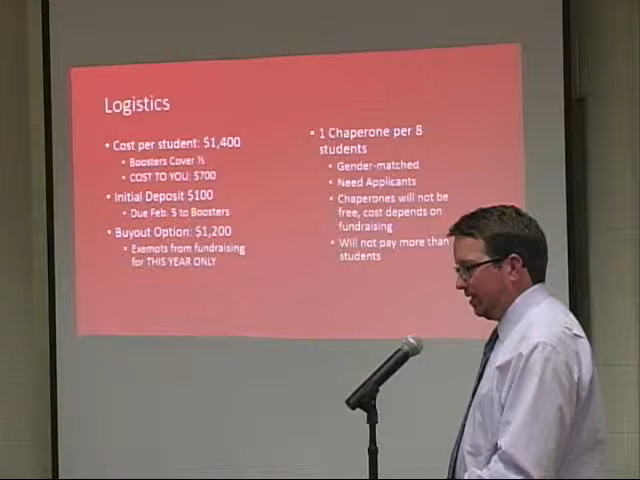 Logistics
• Cost per student: $1,400
• Boosters Cover ½
• COST TO YOU: $700
• Initial Deposit $100
• Due Feb. 5 to Boosters
• Buyout Option: $1,200
• Exempts from fundraising
for THIS YEAR ONLY
• 1 Chaperone per 8
students
• Gender-matched
• Need Applicants
• Chaperones will not be
free, cost depends on
fundraising
• Will not pay more than
students